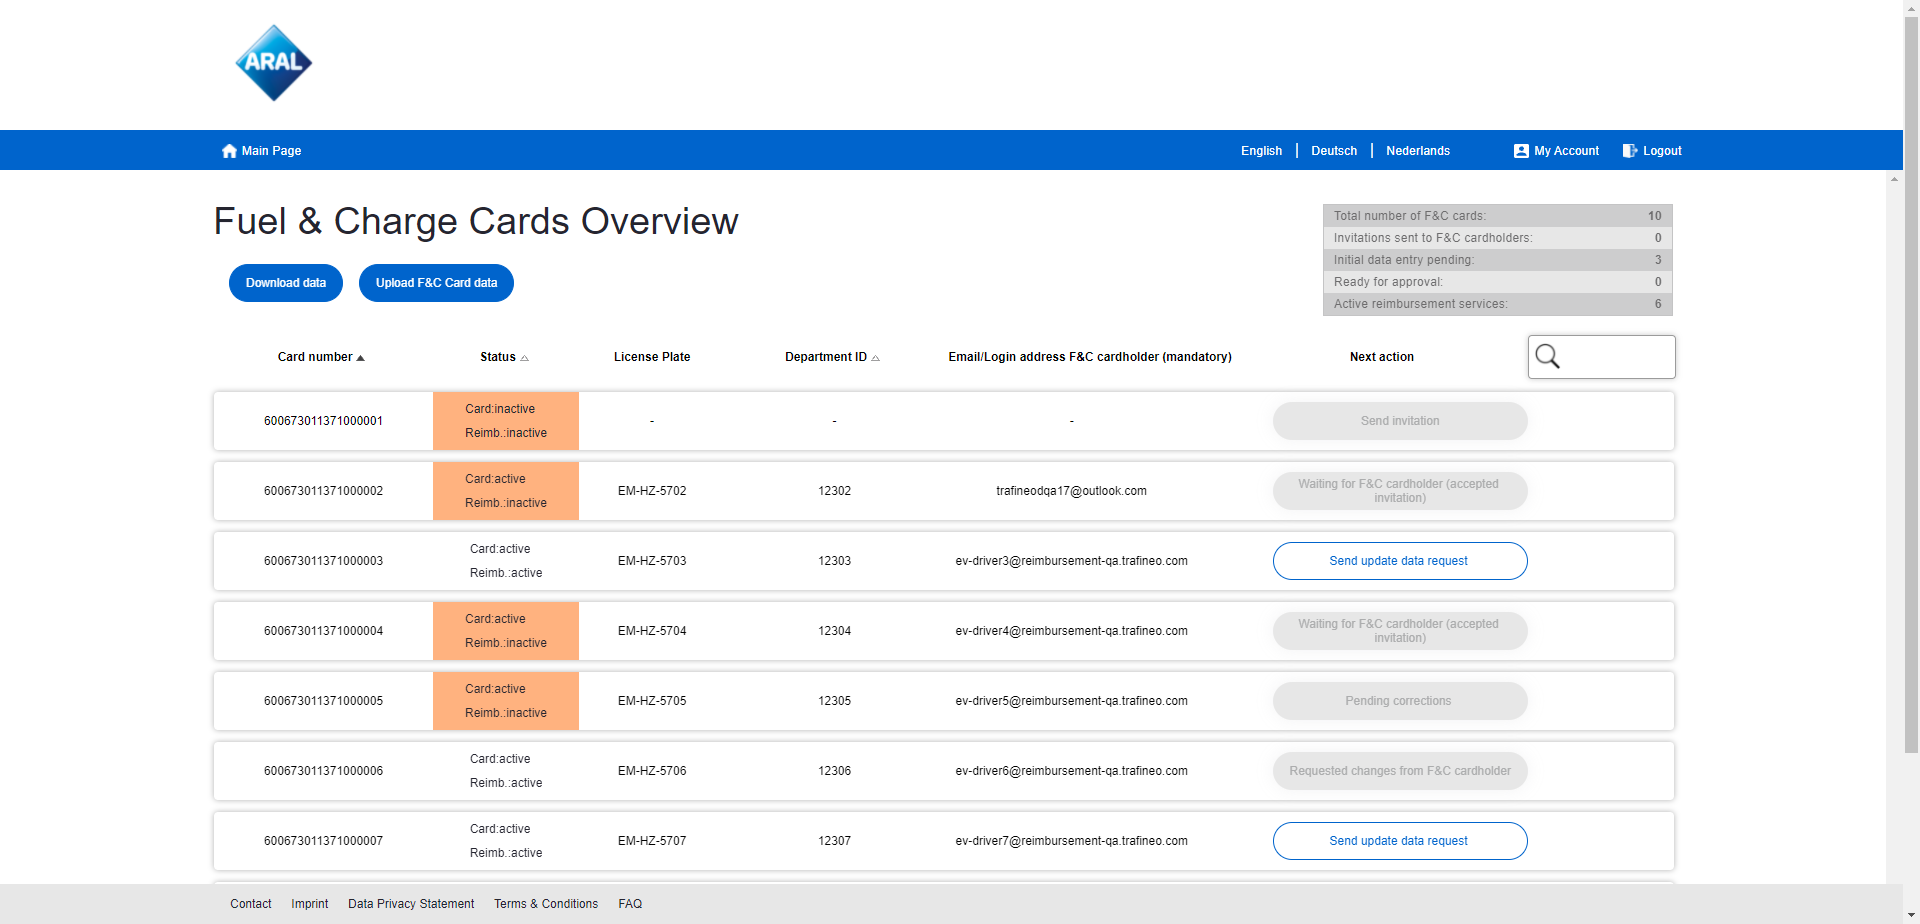 ARAL
Main Page
English | Deutsch | Nederlands
My Account
Logout
Fuel & Charge Cards Overview
Download data
Upload F&C Card data
Total number of F&C cards: 10
Invitations sent to F&C cardholders: 0
Initial data entry pending: 3
Ready for approval: 0
Active reimbursement services: 6
Card number ▲ Status △ License Plate Department ID △ Email/Login address F&C cardholder (mandatory) Next action
600673011371000001
Card:inactive
Reimb.:inactive
- - -
Send invitation
600673011371000002
Card:active
Reimb.:inactive
EM-HZ-5702
12302
trafineodqa17@outlook.com
Waiting for F&C cardholder (accepted
invitation)
600673011371000003
Card:active
Reimb.:active
EM-HZ-5703
12303
ev-driver3@reimbursement-qa.trafineo.com
Send update data request
600673011371000004
Card:active
Reimb.:inactive
EM-HZ-5704
12304
ev-driver4@reimbursement-qa.trafineo.com
Waiting for F&C cardholder (accepted
invitation)
600673011371000005
Card:active
Reimb.:inactive
EM-HZ-5705
12305
ev-driver5@reimbursement-qa.trafineo.com
Pending corrections
600673011371000006
Card:active
Reimb.:active
EM-HZ-5706
12306
ev-driver6@reimbursement-qa.trafineo.com
Requested changes from F&C cardholder
600673011371000007
Card:active
Reimb.:active
EM-HZ-5707
12307
ev-driver7@reimbursement-qa.trafineo.com
Send update data request
Contact Imprint Data Privacy Statement Terms & Conditions FAQ